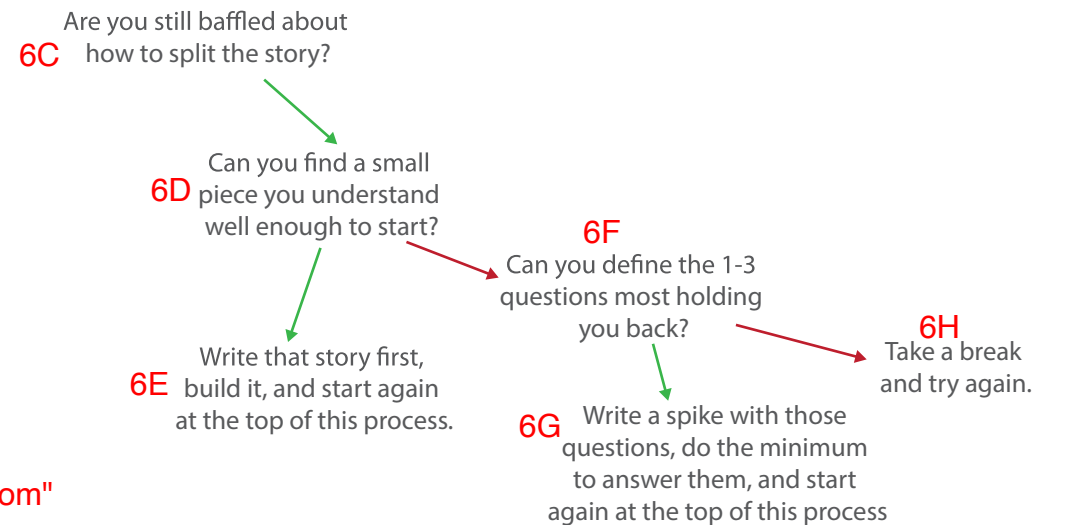 Are you still baffled about
6C how to split the story?
Can you find a small
6D piece you understand
well enough to start?
6F
Can you define the 1-3
questions most holding
you back?
6H
Take a break
and try again.
Write that story first,
6E build it, and start again
at the top of this process.
6G Write a spike with those
questions, do the minimum
to answer them, and start
again at the top of this process
om"